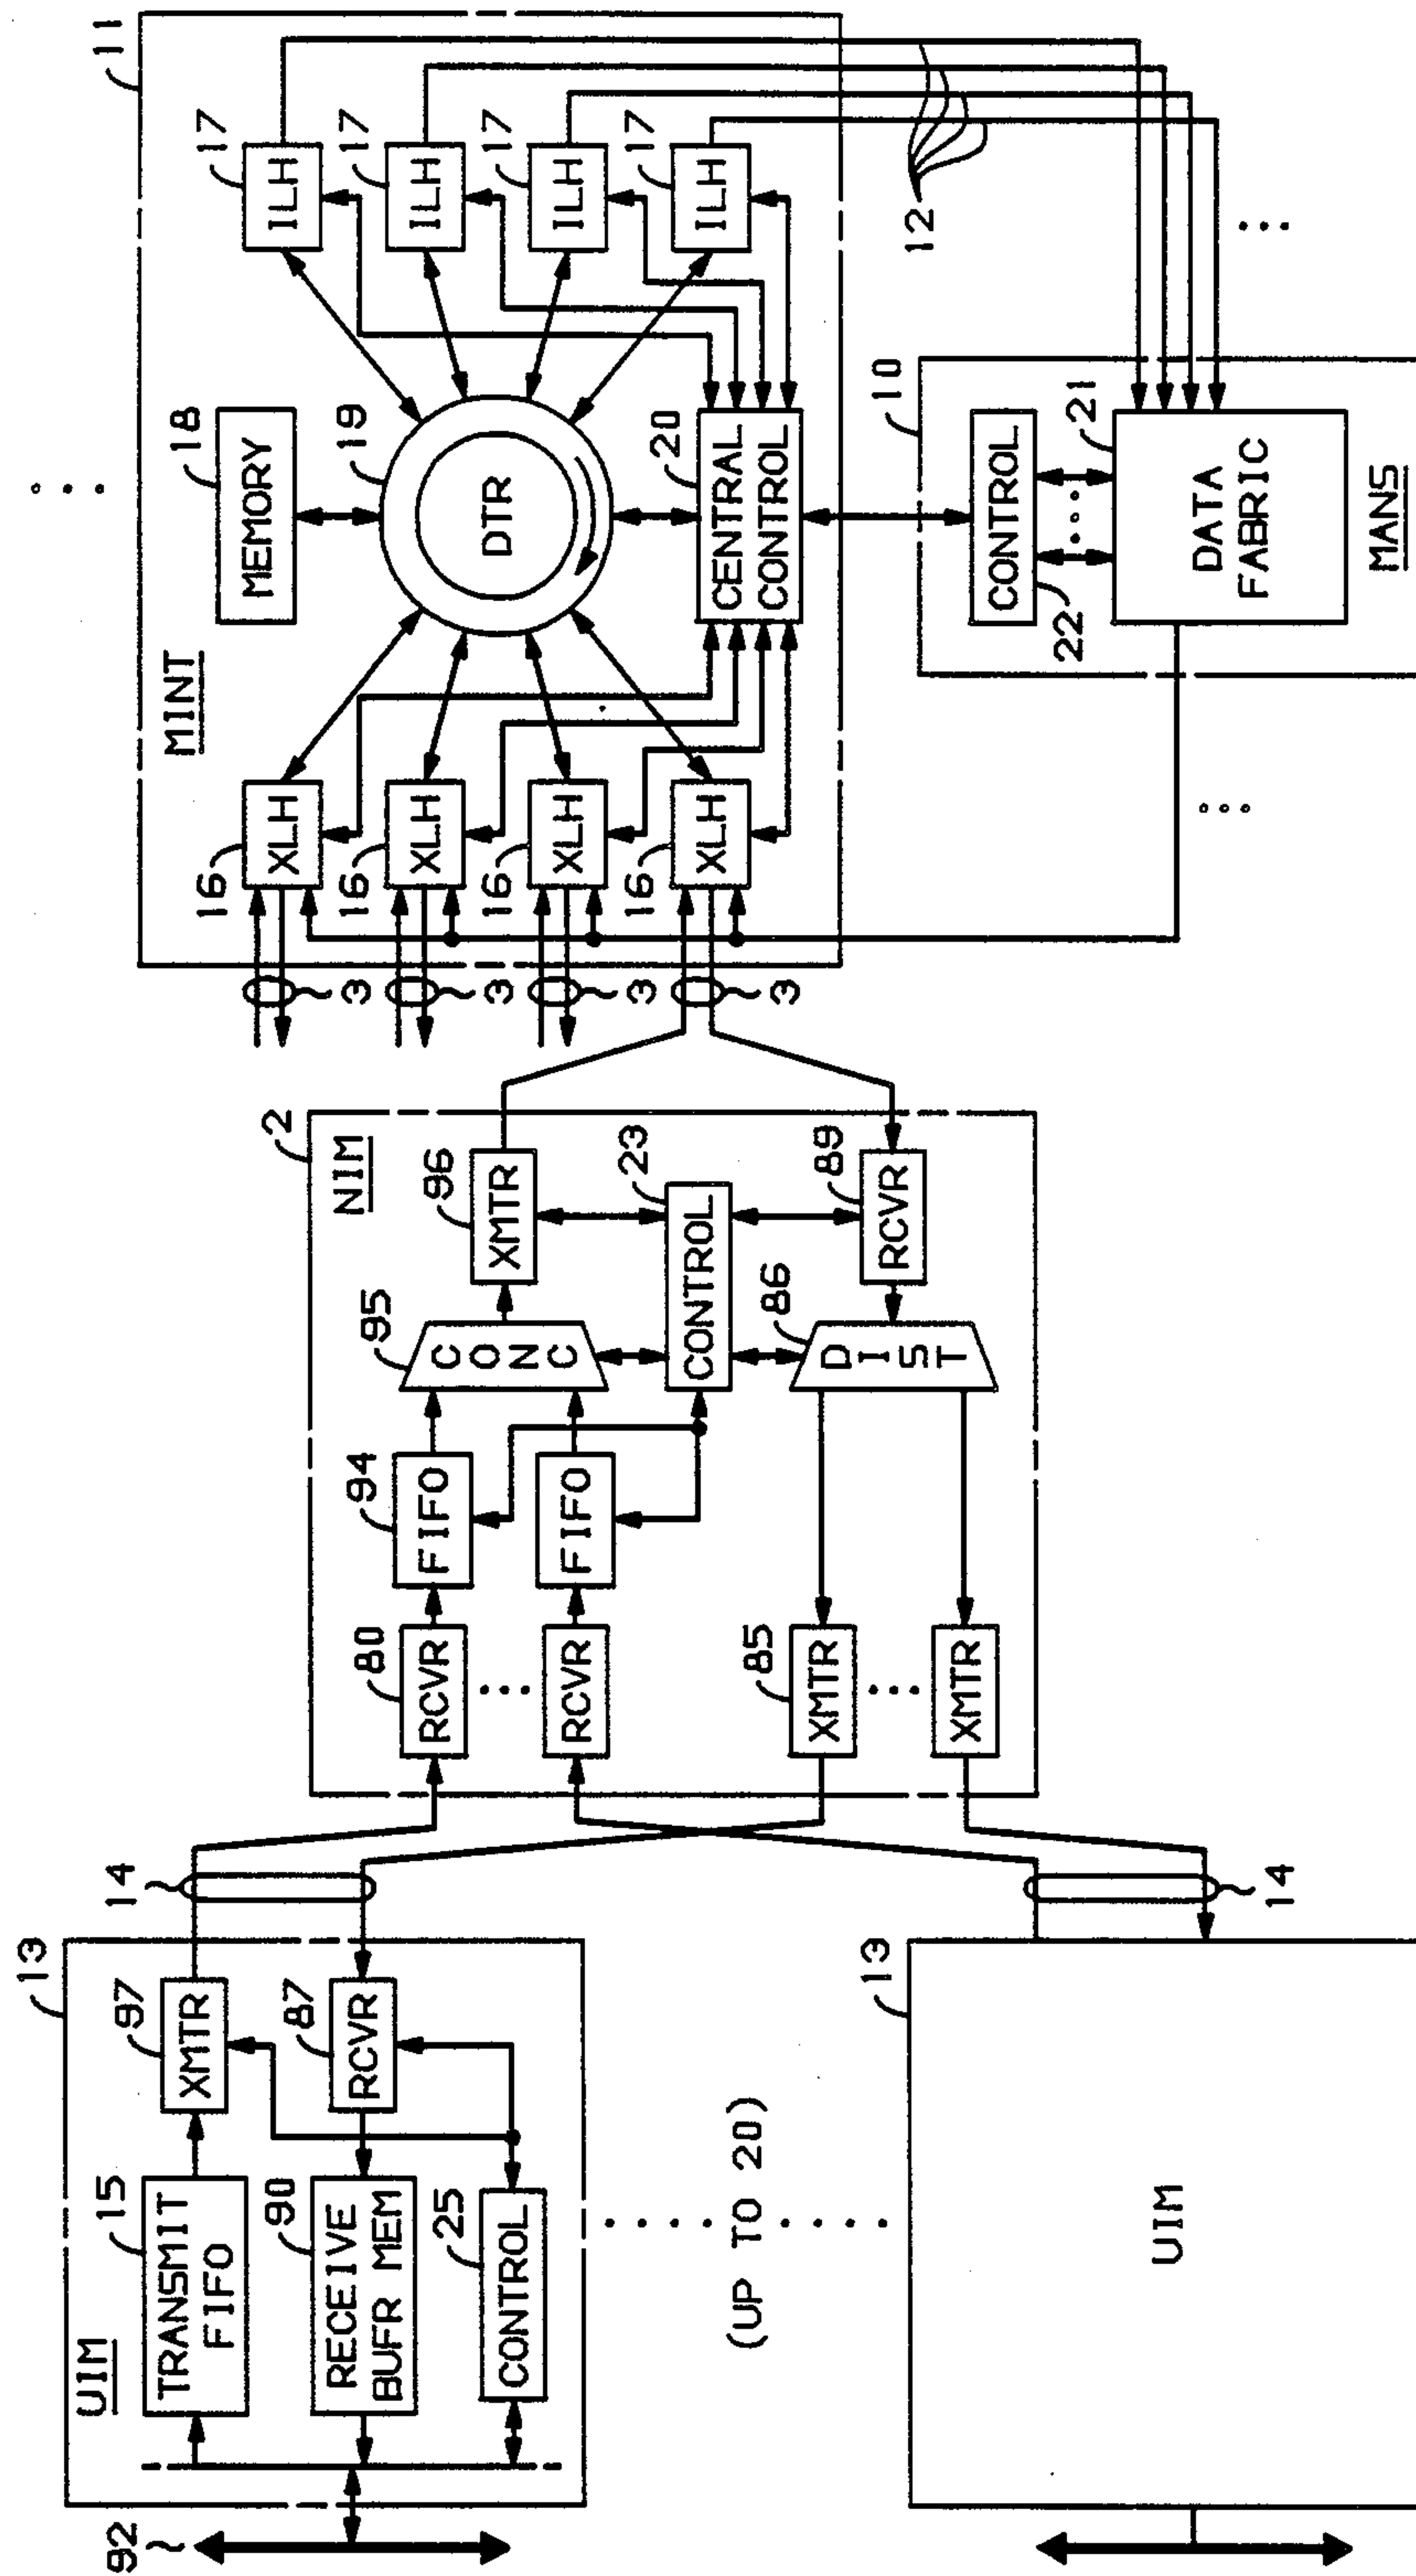 92
13
UIM
15
TRANSMIT
FIFO
97
XMTR
90
RECEIVE
BUFR MEM
87
RCVR
25
CONTROL
14
(UP TO 20)
13
UIM
14
2
NIM
80
RCVR
94
FIFO
95
CONC
96
XMTR
RCVR
FIFO
23
CONTROL
85
XMTR
86
DIST
89
RCVR
XMTR
11
MINT
3
3
3
3
16
XLH
16
XLH
16
XLH
16
XLH
18
MEMORY
19
DTR
20
CENTRAL
CONTROL
17
ILH
17
ILH
17
ILH
17
ILH
12
10
22
CONTROL
21
DATA
FABRIC
MANS